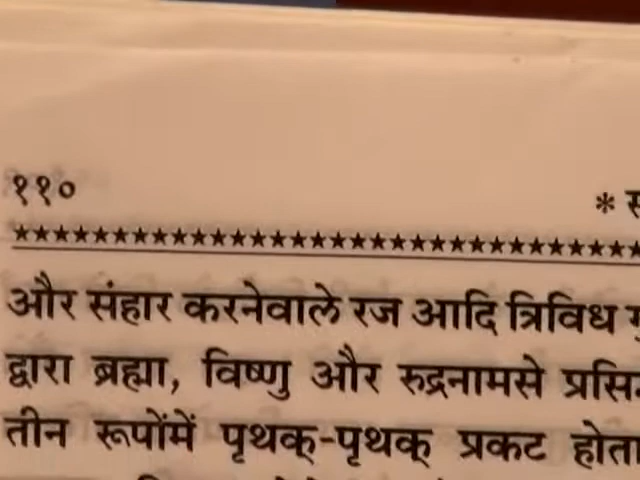 ११०
*
★★★★★★★★★★★★★★★★★★★★★★★★★★★★★★★★
और संहार करनेवाले रज आदि त्रिविध
द्वारा ब्रह्मा, विष्णु और रुद्रनामसे
तीन रूपोंमें पृथक्-पृथक् प्रकट होता